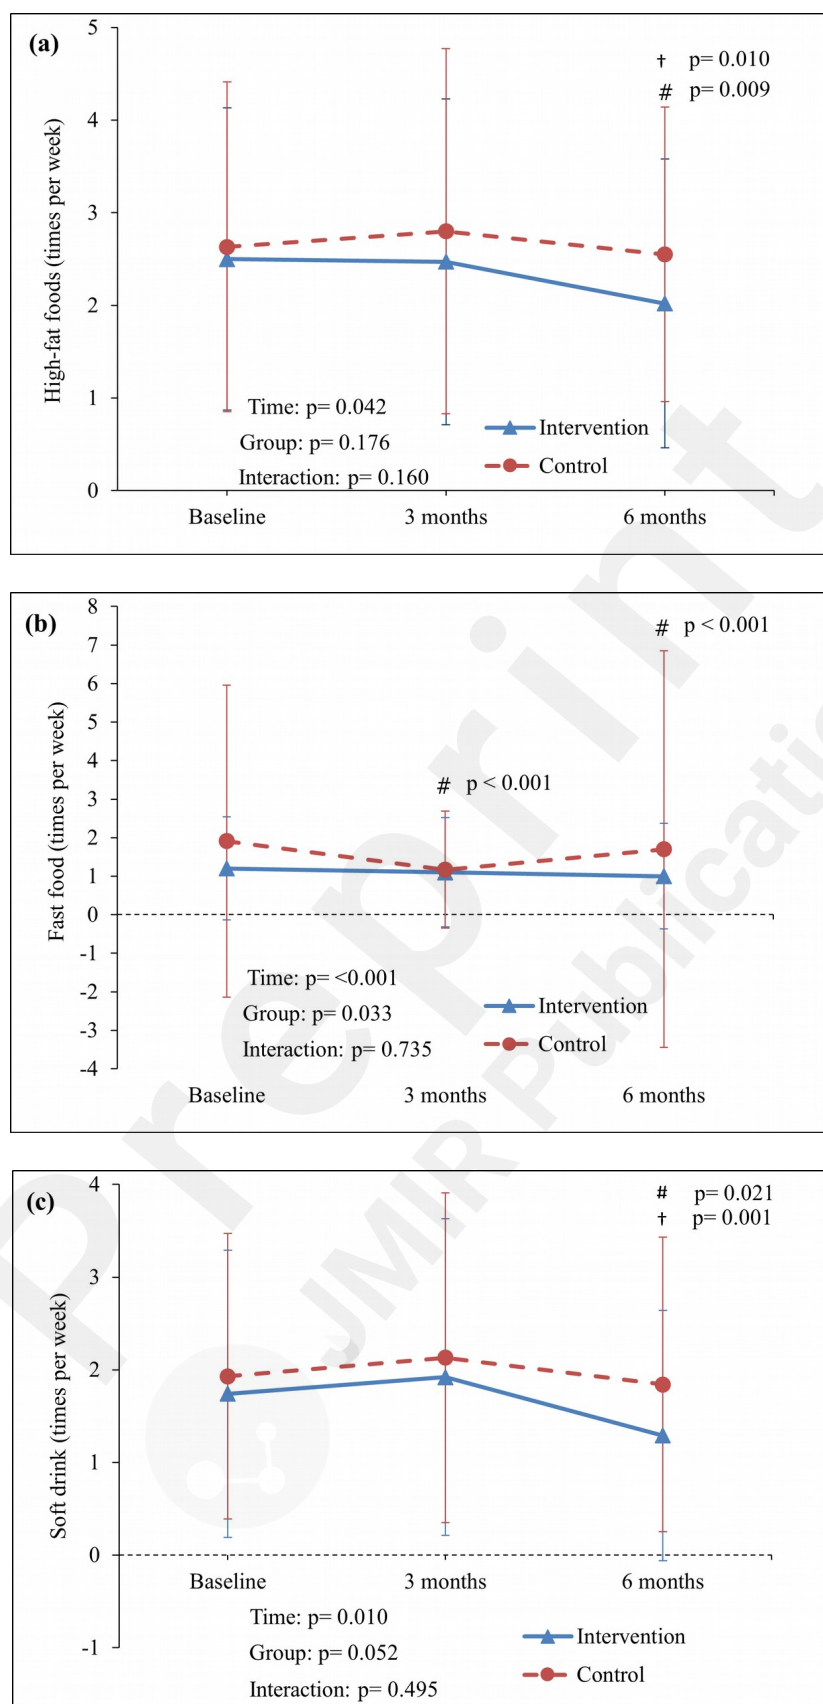 (a)
High-fat foods (times per week)
5
4
3
2
1
0
† p= 0.010
# p= 0.009
Time: p= 0.042
Group: p= 0.176
Interaction: p= 0.160
Intervention
Control
Baseline 3 months 6 months
(b)
Fast food (times per week)
8
7
6
5
4
3
2
1
0
-1
-2
-3
-4
# p < 0.001
# p < 0.001
Time: p= <0.001
Group: p= 0.033
Interaction: p= 0.735
Intervention
Control
Baseline 3 months 6 months
(c)
Soft drink (times per week)
4
3
2
1
0
-1
# p= 0.021
† p= 0.001
Baseline 3 months 6 months
Time: p= 0.010
Group: p= 0.052
Interaction: p= 0.495
Intervention
Control
Preprint
JMIR Publicatio